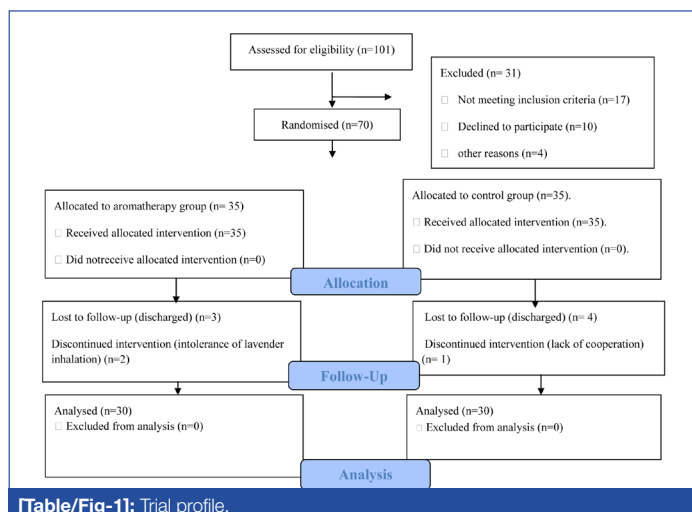 Assessed for eligibility (n=101)
Excluded (n= 31)
Not meeting inclusion criteria (n=17)
Declined to participate (n=10)
other reasons (n=4)
Randomised (n=70)
Allocated to aromatherapy group (n= 35)
Received allocated intervention (n=35)
Did notreceive allocated intervention (n=0)
Allocated to control group (n=35).
Received allocated intervention (n=35).
Did not receive allocated intervention (n=0).
Allocation
Lost to follow-up (discharged) (n=3)
Discontinued intervention (intolerance of lavender
inhalation) (n=2)
Lost to follow-up (discharged) (n= 4)
Discontinued intervention (lack of cooperation)
(n= 1)
Follow-Up
Analysed (n=30)
Excluded from analysis (n=0)
Analysed (n=30)
Excluded from analysis (n=0)
Analysis
[Table/Fig-1]: Trial profile.